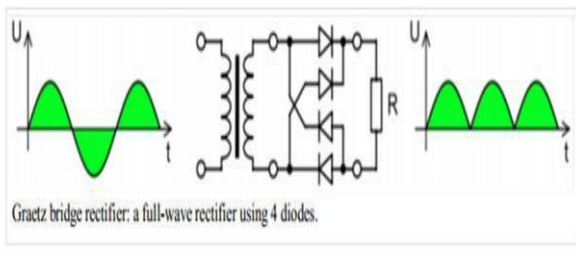 U
t
R
U
t
Graetz bridge rectifier: a full-wave rectifier using 4 diodes.